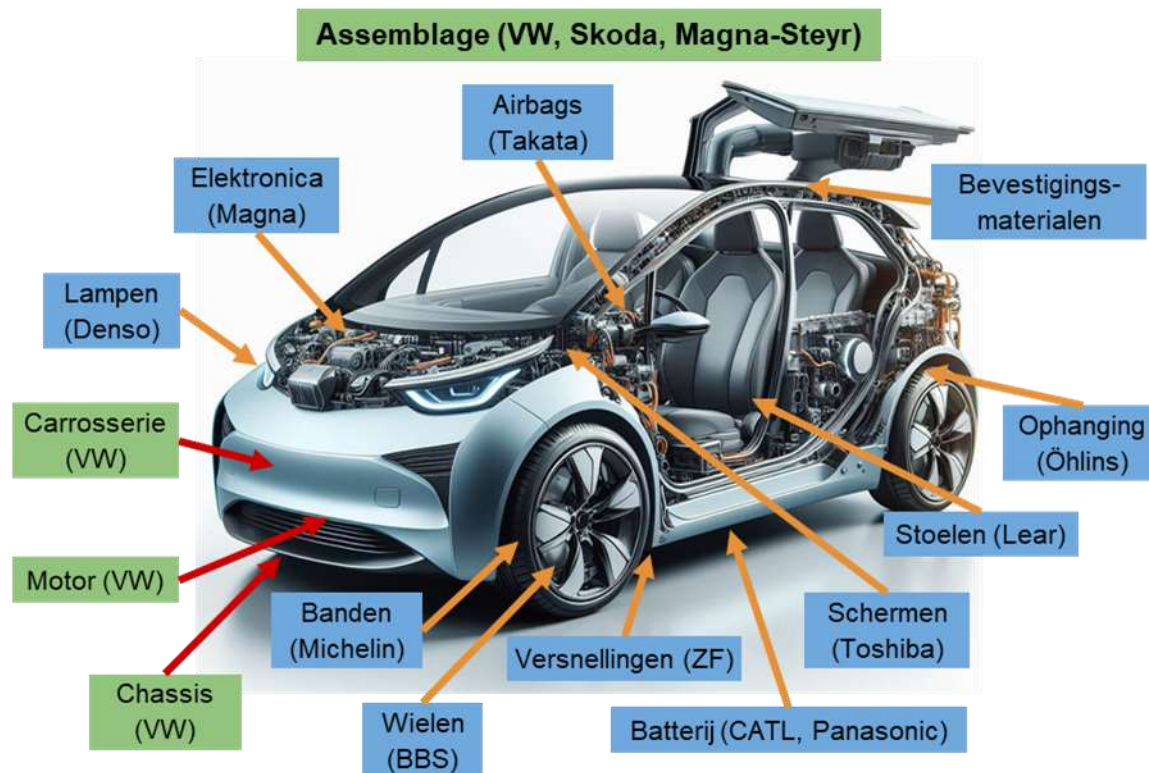 Assemblage (VW, Skoda, Magna-Steyr)
Airbags
(Takata)
Elektronica
(Magna)
Bevestigings-
materialen
Lampen
(Denso)
Carrosserie
(VW)
Ophanging
(Öhlins)
Stoelen (Lear)
Motor (VW)
Banden
(Michelin)
Schermen
(Toshiba)
Versnellingen (ZF)
Chassis
(VW)
Wielen
(BBS)
Batterij (CATL, Panasonic)